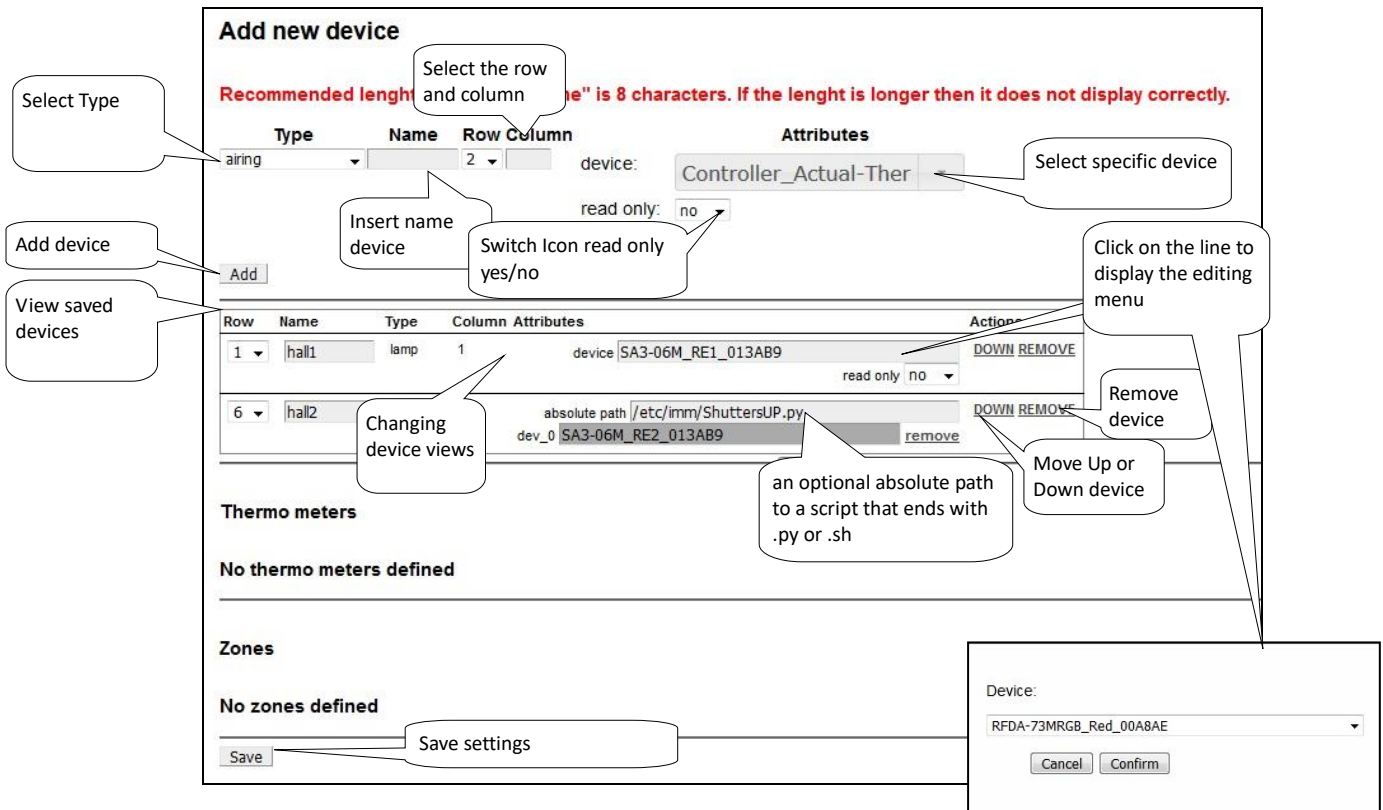 Add new device
Select the row
and column
Select Type
Recommended lenght e" is 8 characters. If the lenght is longer then it does not display correctly.
Type Name Row Column Attributes
airing 2 device: Controller_Actual-Ther
Select specific device
read only: no
Insert name
device
Switch Icon read only
yes/no
Add device
Add
Click on the line to
display the editing
menu
View saved
devices
Row Name Type Column Attributes Actions
1 hall1 lamp 1 device SA3-06M_RE1_013AB9 DOWN REMOVE
read only no
6 hall2 absolute path /etc/imm/ShuttersUP.py DOWN REMOVE
dev_0 SA3-06M_RE2_013AB9 remove
Changing
device views
Remove
device
Move Up or
Down device
an optional absolute path
to a script that ends with
.py or .sh
Thermo meters
No thermo meters defined
Zones
No zones defined
Save settings
Save
Device:
RFDA-73MRGB_Red_00A8AE
Cancel Confirm